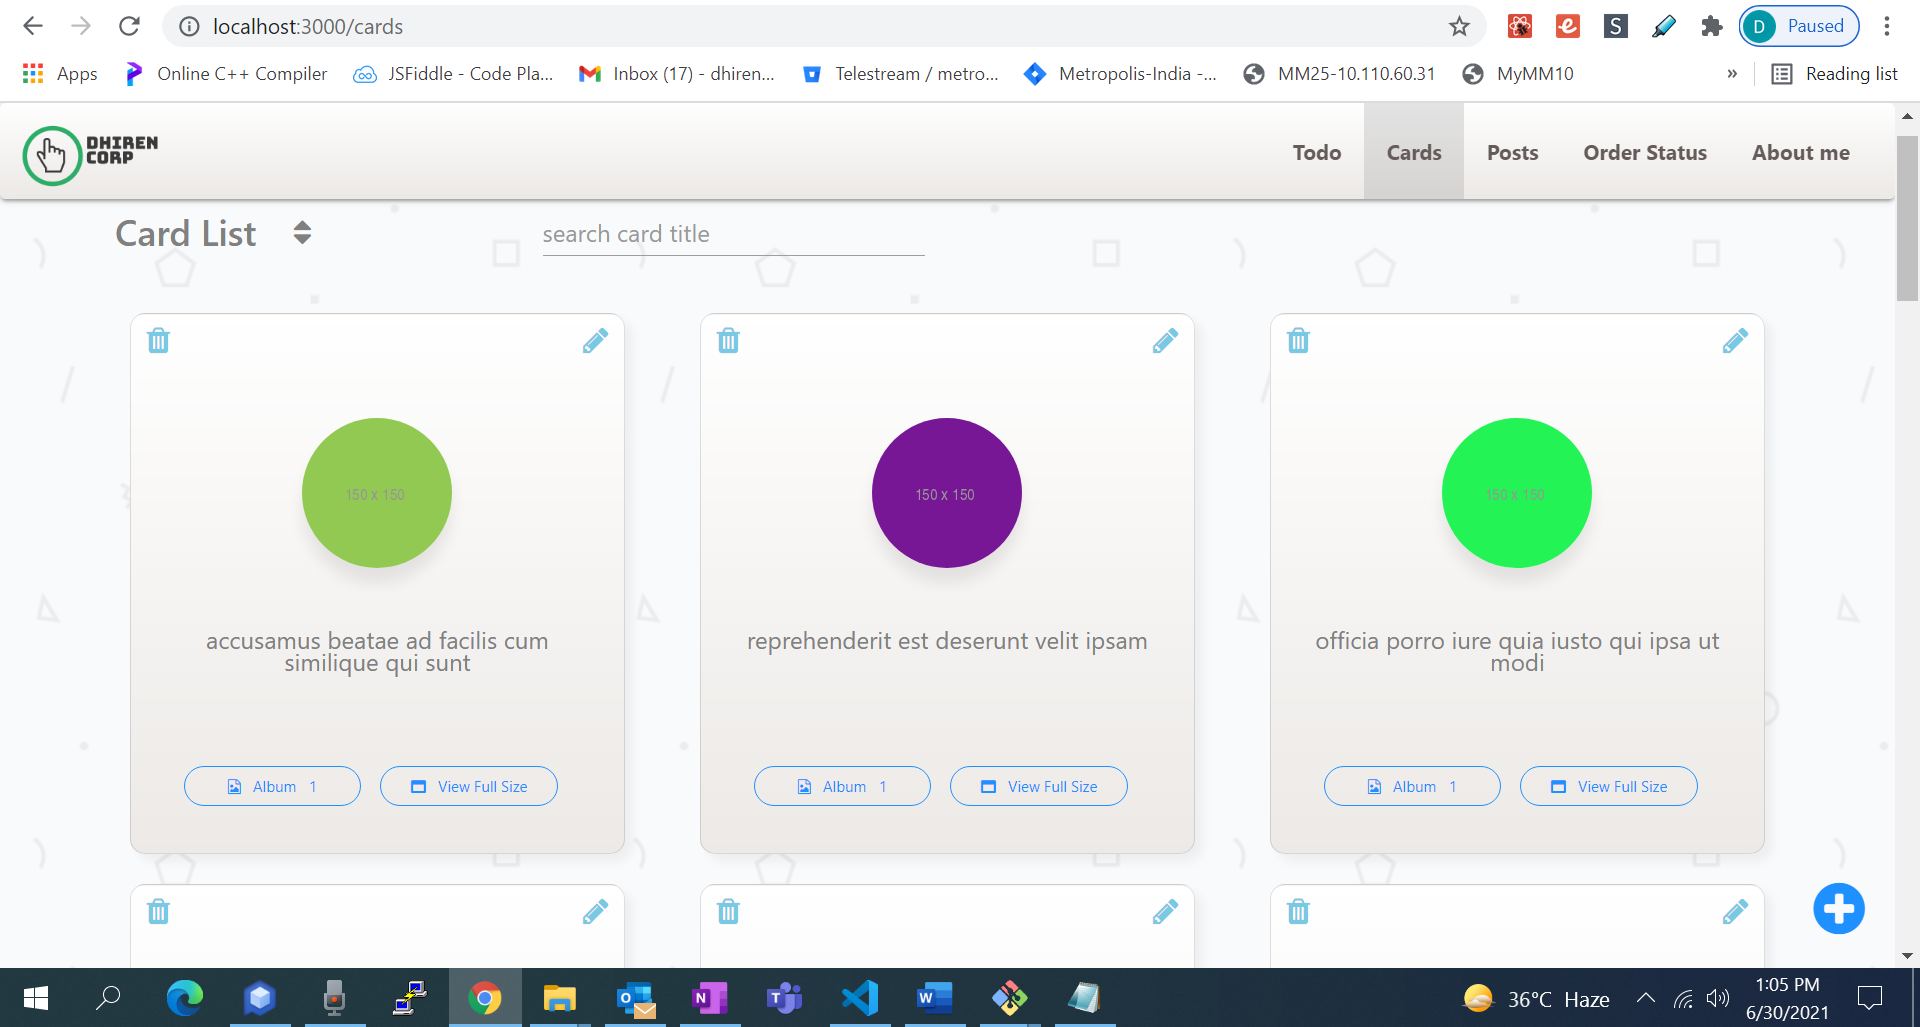 localhost:3000/cards
D Paused
Apps
Online C++ Compiler
JSFiddle - Code Pla...
Inbox (17) - dhiren...
Telestream / metro...
Metropolis-India -...
MM25-10.110.60.31
MyMM10
»
Reading list
DHIREN
CORP
Todo
Cards
Posts
Order Status
About me
Card List
search card title
150 x 150
150 x 150
150 x 150
accusamus beatae ad facilis cum
similique qui sunt
reprehenderit est deserunt velit ipsam
officia porro iure quia iusto qui ipsa ut
modi
Album 1
View Full Size
Album 1
View Full Size
Album 1
View Full Size
36°C Haze
1:05 PM
6/30/2021